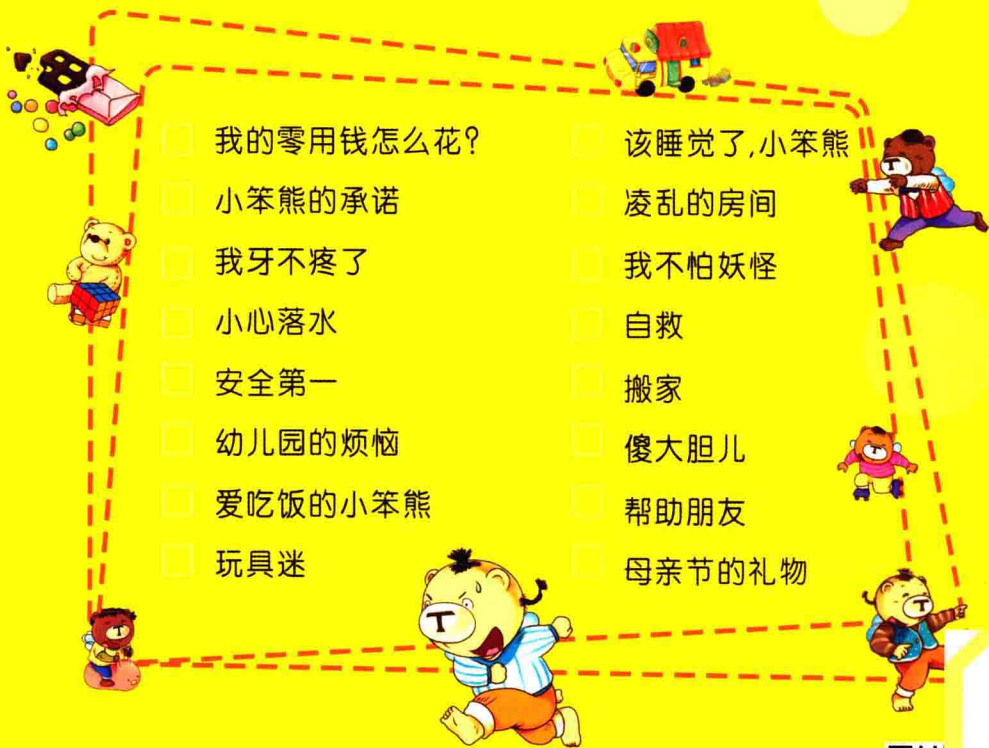 我的零用钱怎么花?
小笨熊的承诺
我牙不疼了
小心落水
安全第一
幼儿园的烦恼
爱吃饭的小笨熊
玩具迷
该睡觉了,小笨熊
凌乱的房间
我不怕妖怪
自救
搬家
傻大胆儿
帮助朋友
母亲节的礼物